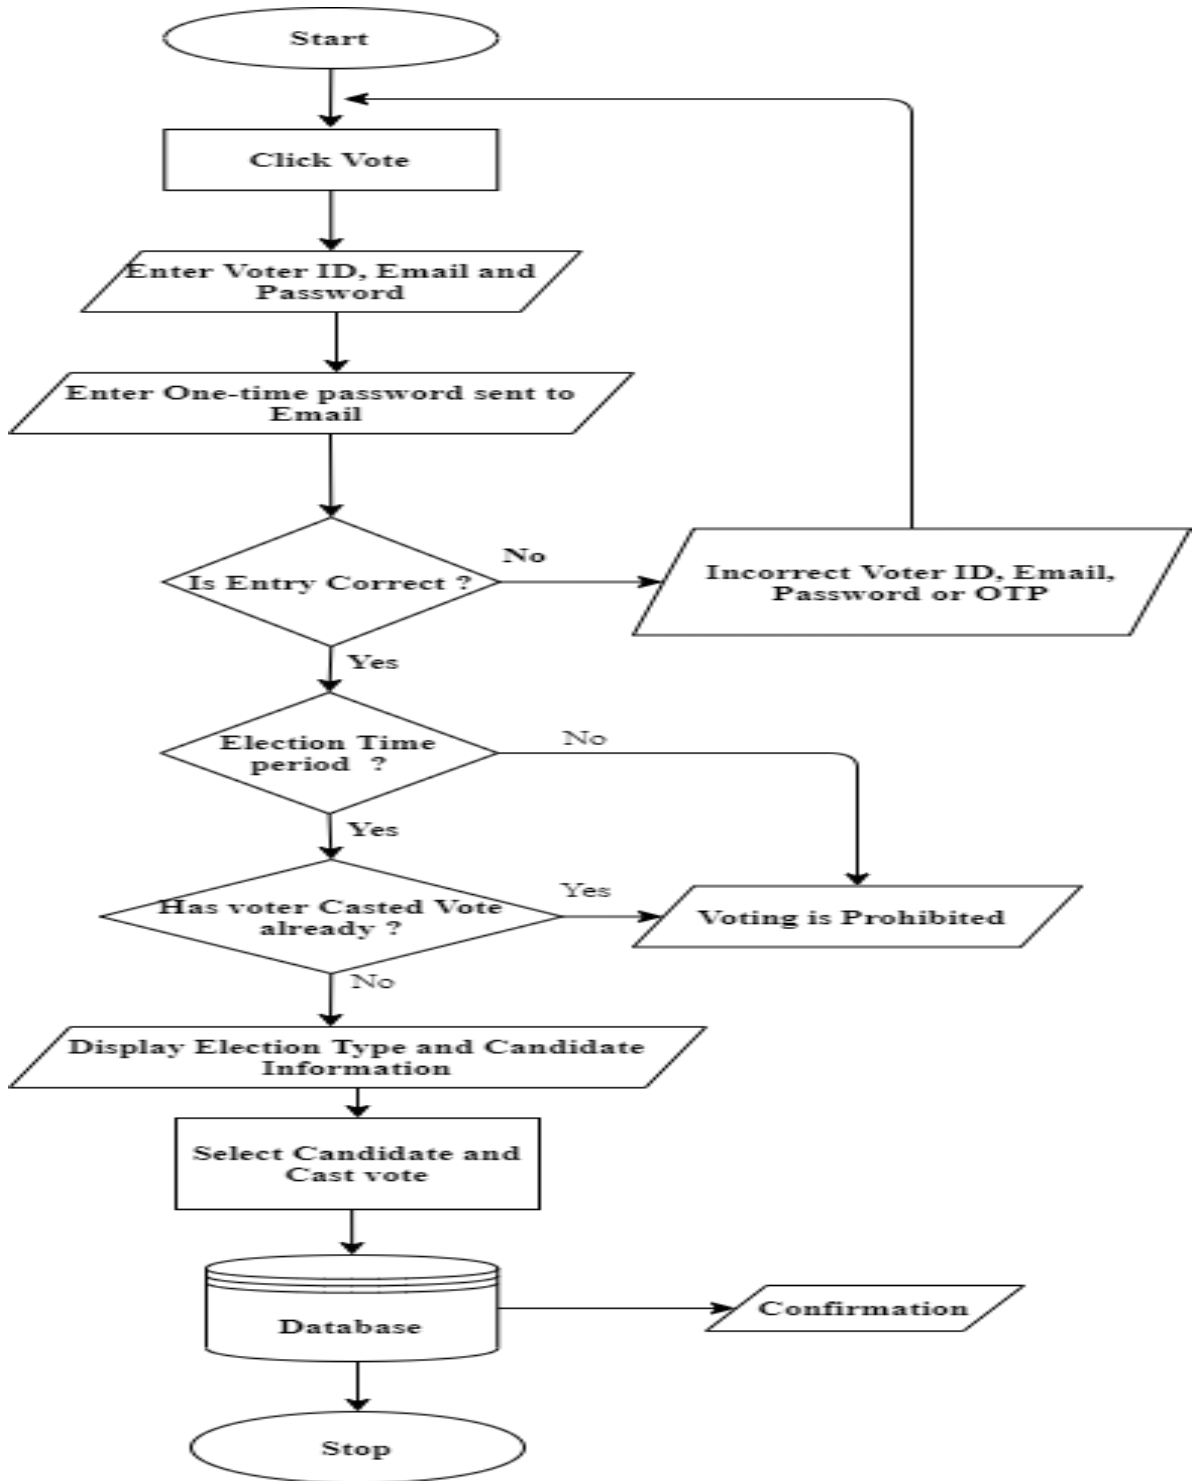 Start
Click Vote
Enter Voter ID, Email and
Password
Enter One-time password sent to
Email
Is Entry Correct ?
No
Incorrect Voter ID, Email,
Password or OTP
Yes
Election Time
period ?
No
Yes
Has voter Casted Vote
already ?
Yes
Voting is Prohibited
No
Display Election Type and Candidate
Information
Select Candidate and
Cast vote
Database
Confirmation
Stop